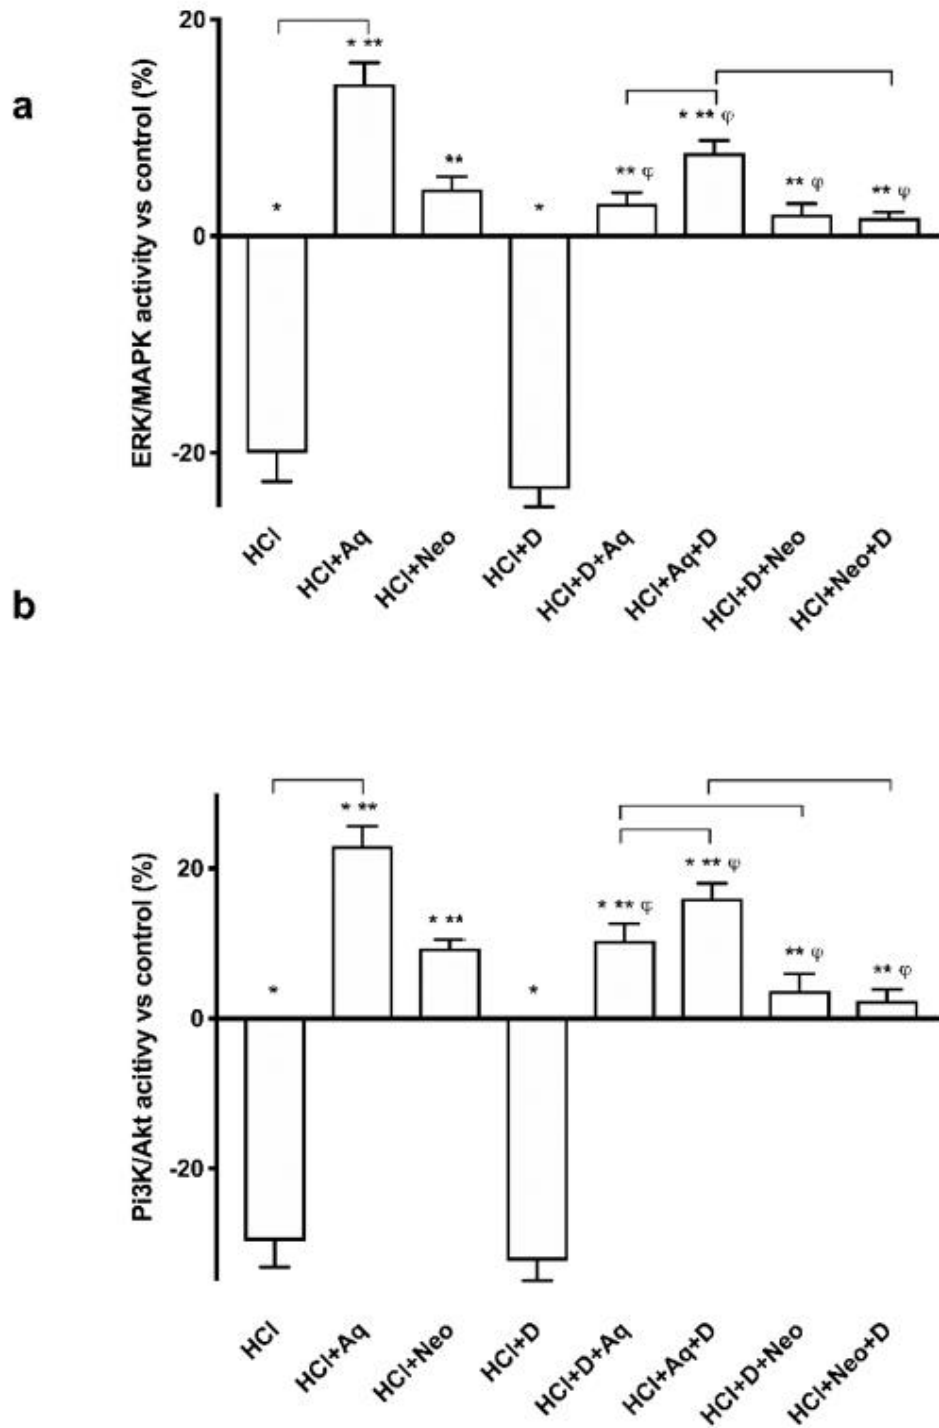 a
ERK/MAPK activity vs control (%)
20
0
-20
* **
*
**
*
** φ
* ** φ
** φ
** φ
HCl
HCl+Aq
HCl+Neo
HCl+D
HCl+D+Aq
HCl+Aq+D
HCl+D+Neo
HCl+Neo+D
b
Pi3K/Akt acitivy vs control (%)
20
0
-20
*
* **
* **
*
* ** φ
* ** φ
** φ
** φ
HCl
HCl+Aq
HCl+Neo
HCl+D
HCl+D+Aq
HCl+Aq+D
HCl+D+Neo
HCl+Neo+D